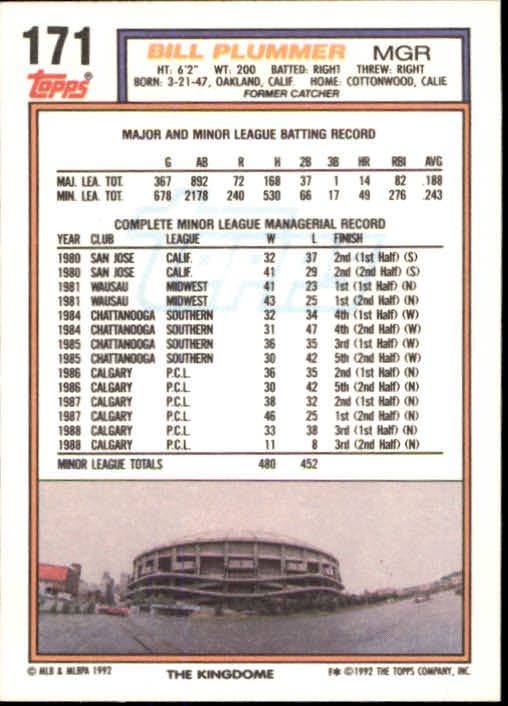 171
Topps®
BILL PLUMMER MGR
HT: 6'2" WT: 200 BATTED: RIGHT THREW: RIGHT
BORN: 3-21-47, OAKLAND, CALIF HOME: COTTONWOOD, CALIF
FORMER CATCHER
MAJOR AND MINOR LEAGUE BATTING RECORD
G AB R H 2B 3B HR RBI AVG
MAJ. LEA. TOT. 367 892 72 168 37 1 14 82 .188
MIN. LEA. TOT. 678 2178 240 530 66 17 49 276 .243
COMPLETE MINOR LEAGUE MANAGERIAL RECORD
YEAR CLUB LEAGUE W L FINISH
1980 SAN JOSE CALIF. 32 37 2nd (1st Half) (S)
1980 SAN JOSE CALIF. 41 29 2nd (2nd Half) (S)
1981 WAUSAU MIDWEST 41 23 1st (1st Half) (N)
1981 WAUSAU MIDWEST 43 25 1st (2nd Half) (N)
1984 CHATTANOOGA SOUTHERN 32 34 4th (1st Half) (W)
1984 CHATTANOOGA SOUTHERN 31 47 4th (2nd Half) (W)
1985 CHATTANOOGA SOUTHERN 36 35 3rd (1st Half) (W)
1985 CHATTANOOGA SOUTHERN 30 42 5th (2nd Half) (W)
1986 CALGARY P.C.L. 36 35 2nd (1st Half) (N)
1986 CALGARY P.C.L. 30 42 5th (2nd Half) (N)
1987 CALGARY P.C.L. 38 32 2nd (1st Half) (N)
1987 CALGARY P.C.L. 46 25 1st (2nd Half) (N)
1988 CALGARY P.C.L. 33 38 3rd (1st Half) (N)
1988 CALGARY P.C.L. 11 8 3rd (2nd Half) (N)
MINOR LEAGUE TOTALS 480 452
© MLB & MLBPA 1992 THE KINGDOME F✻ © 1992 THE TOPPS COMPANY, INC.